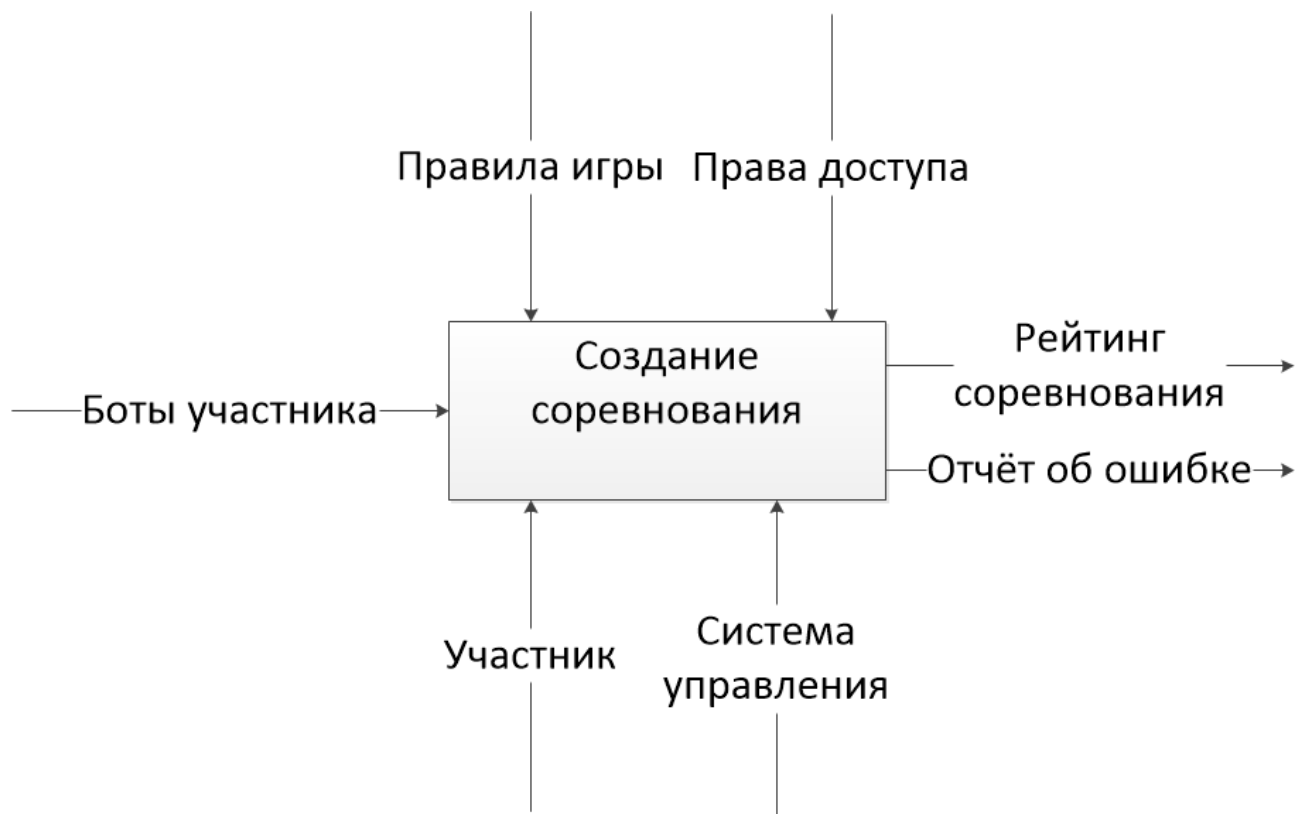 Правила игры
Права доступа
Создание
соревнования
Рейтинг
соревнования
Боты участника
Отчёт об ошибке
Участник
Система
управления